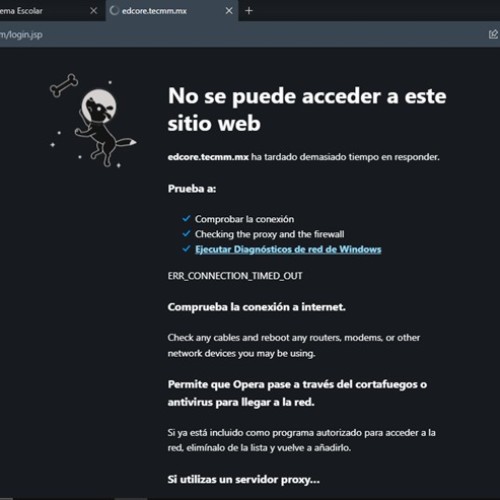 ema Escolar
edcore.tecmm.mx
m/login.jsp
No se puede acceder a este
sitio web
edcore.tecmm.mx ha tardado demasiado tiempo en responder.
Prueba a:
Comprobar la conexión
Checking the proxy and the firewall
Ejecutar Diagnósticos de red de Windows
ERR_CONNECTION_TIMED_OUT
Comprueba la conexión a internet.
Check any cables and reboot any routers, modems, or other
network devices you may be using.
Permite que Opera pase a través del cortafuegos o
antivirus para llegar a la red.
Si ya está incluido como programa autorizado para acceder a la
red, elimínalo de la lista y vuelve a añadirlo.
Si utilizas un servidor proxy...